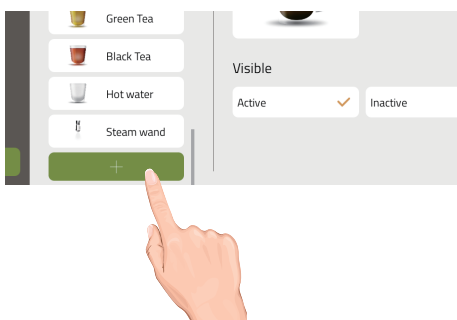 Green Tea
Black Tea
Hot water
Steam wand
+
Visible
Active
Inactive